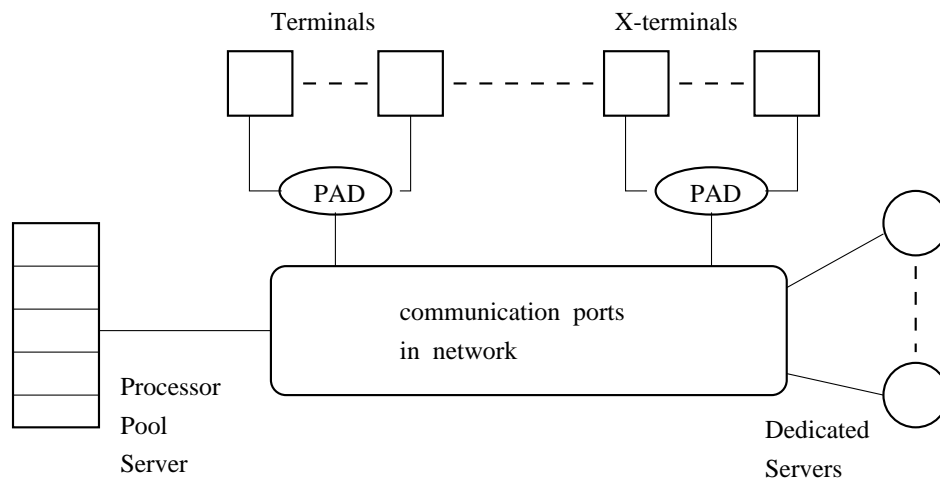 Terminals
X-terminals
PAD
PAD
communication ports
in network
Processor
Pool
Server
Dedicated
Servers